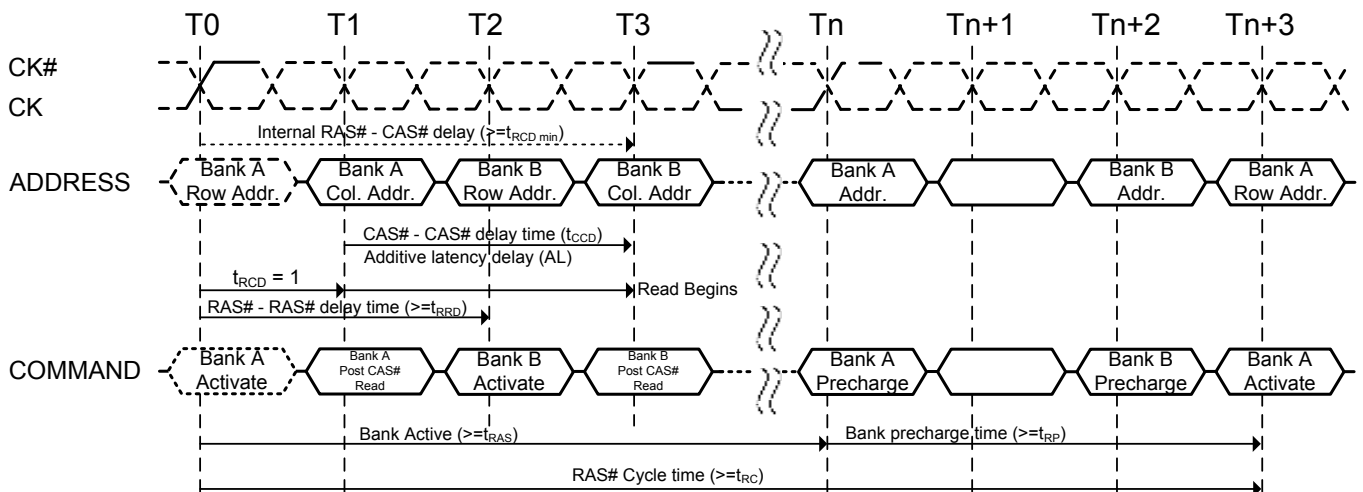 T0 T1 T2 T3 Tn Tn+1 Tn+2 Tn+3
CK#
CK
Internal RAS# - CAS# delay (>=tRCD min)
ADDRESS
Bank A
Row Addr.
Bank A
Col. Addr.
Bank B
Row Addr.
Bank B
Col. Addr
Bank A
Addr.
Bank B
Addr.
Bank A
Row Addr.
CAS# - CAS# delay time (tCCD)
Additive latency delay (AL)
tRCD = 1
Read Begins
RAS# - RAS# delay time (>=tRRD)
COMMAND
Bank A
Activate
Bank A
Post CAS#
Read
Bank B
Activate
Bank B
Post CAS#
Read
Bank A
Precharge
Bank B
Precharge
Bank A
Activate
Bank Active (>=tRAS)
Bank precharge time (>=tRP)
RAS# Cycle time (>=tRC)